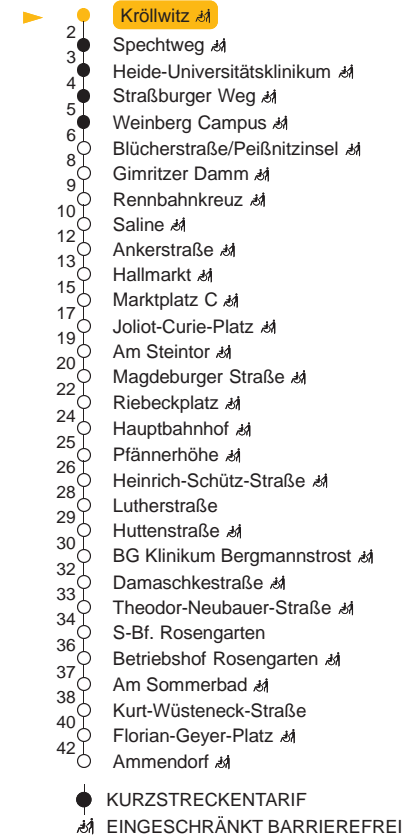 Kröllwitz
2
Spechtweg
3
Heide-Universitätsklinikum
4
Straßburger Weg
5
Weinberg Campus
6
Blücherstraße/Peißnitzinsel
8
Gimritzer Damm
9
Rennbahnkreuz
10
Saline
12
Ankerstraße
13
Hallmarkt
15
Marktplatz C
17
Joliot-Curie-Platz
19
Am Steintor
20
Magdeburger Straße
22
Riebeckplatz
24
Hauptbahnhof
25
Pfännerhöhe
26
Heinrich-Schütz-Straße
28
Lutherstraße
29
Huttenstraße
30
BG Klinikum Bergmannstrost
32
Damaschkestraße
33
Theodor-Neubauer-Straße
34
S-Bf. Rosengarten
36
Betriebshof Rosengarten
37
Am Sommerbad
38
Kurt-Wüsteneck-Straße
40
Florian-Geyer-Platz
42
Ammendorf
KURZSTRECKENTARIF
EINGESCHRÄNKT BARRIEREFREI